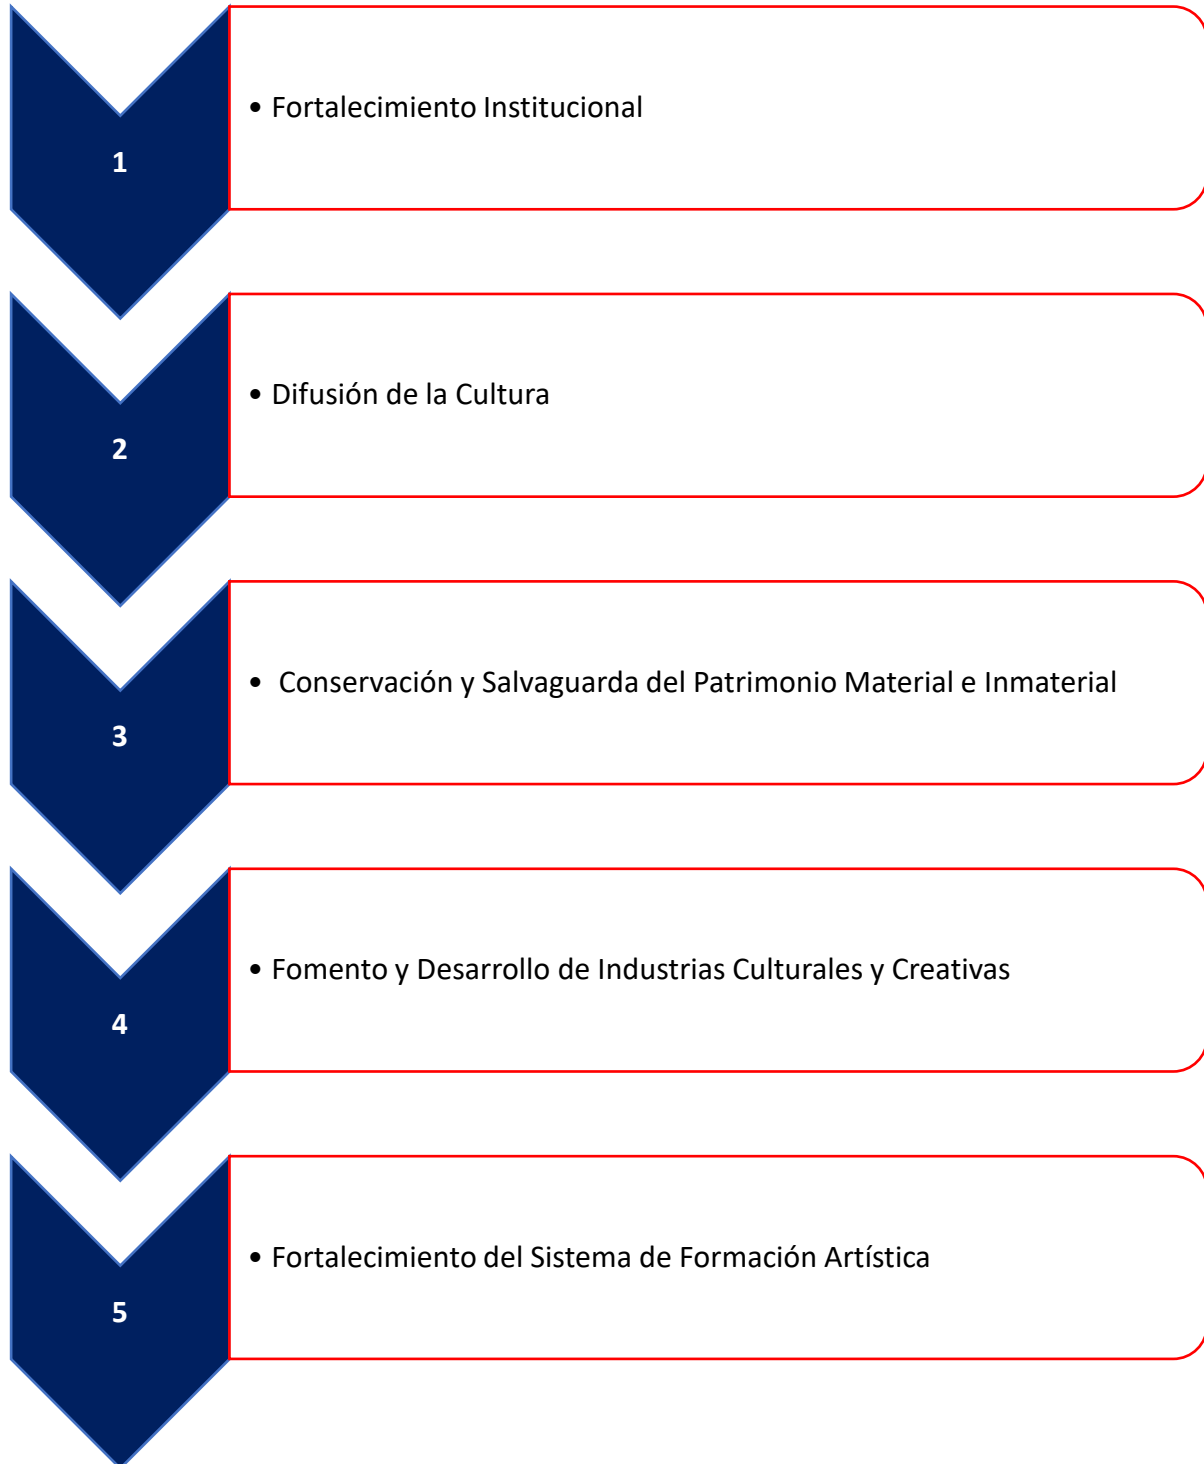 1
• Fortalecimiento Institucional
2
• Difusión de la Cultura
3
• Conservación y Salvaguarda del Patrimonio Material e Inmaterial
4
• Fomento y Desarrollo de Industrias Culturales y Creativas
5
• Fortalecimiento del Sistema de Formación Artística